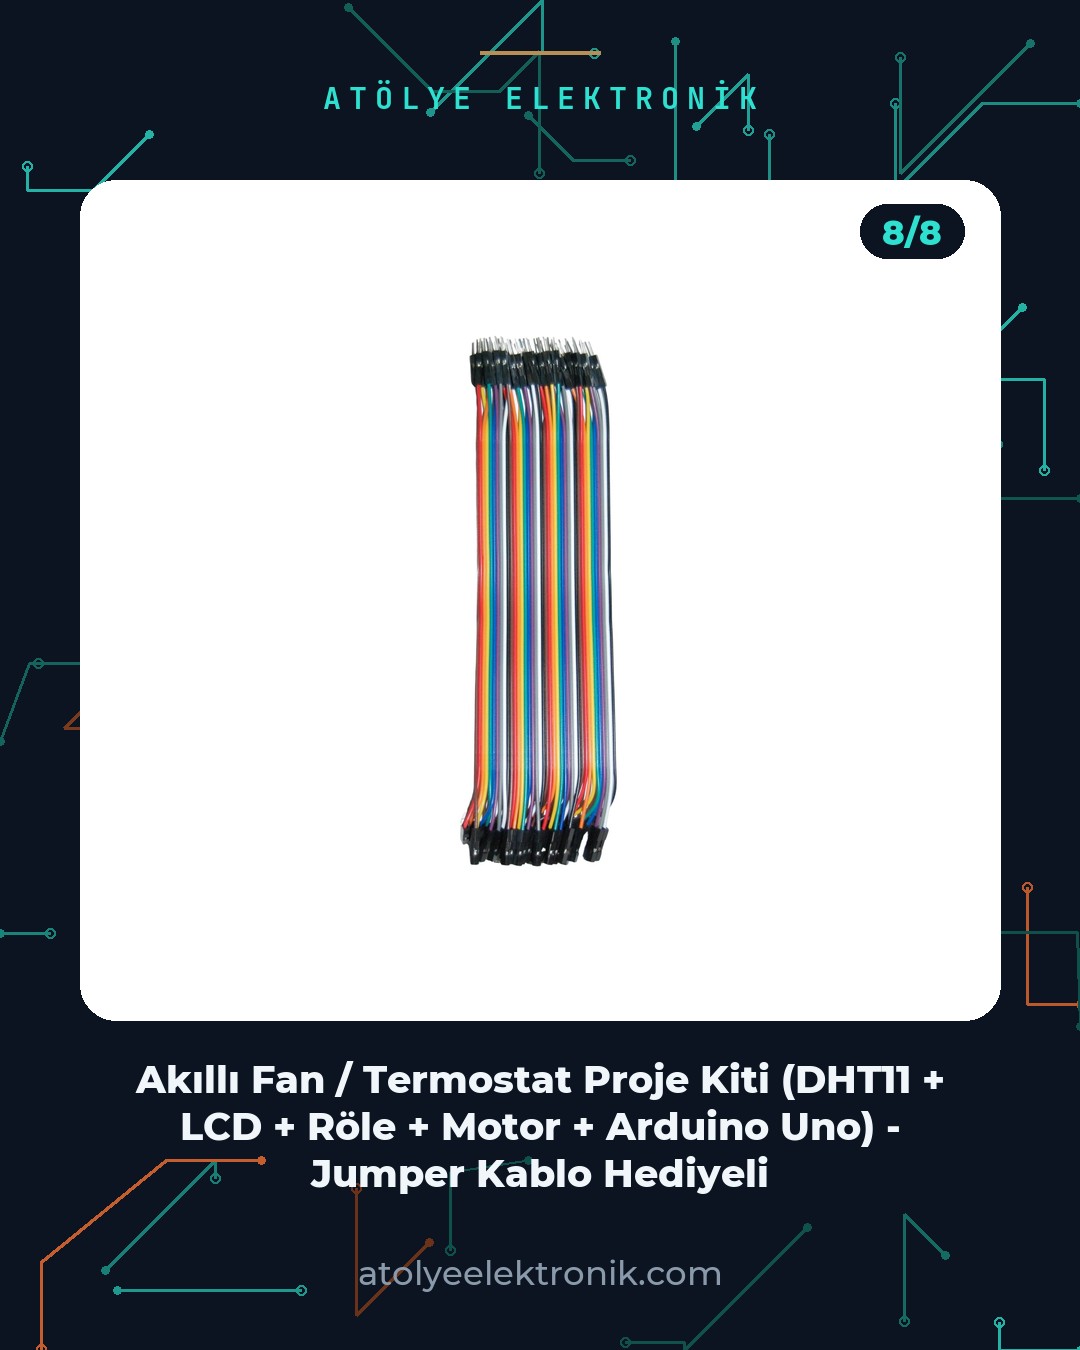 ATÖLYE ELEKTRONİK
8/8
Akıllı Fan / Termostat Proje Kiti (DHT11 +
LCD + Röle + Motor + Arduino Uno) -
Jumper Kablo Hediyeli
atolyeelektronik.com